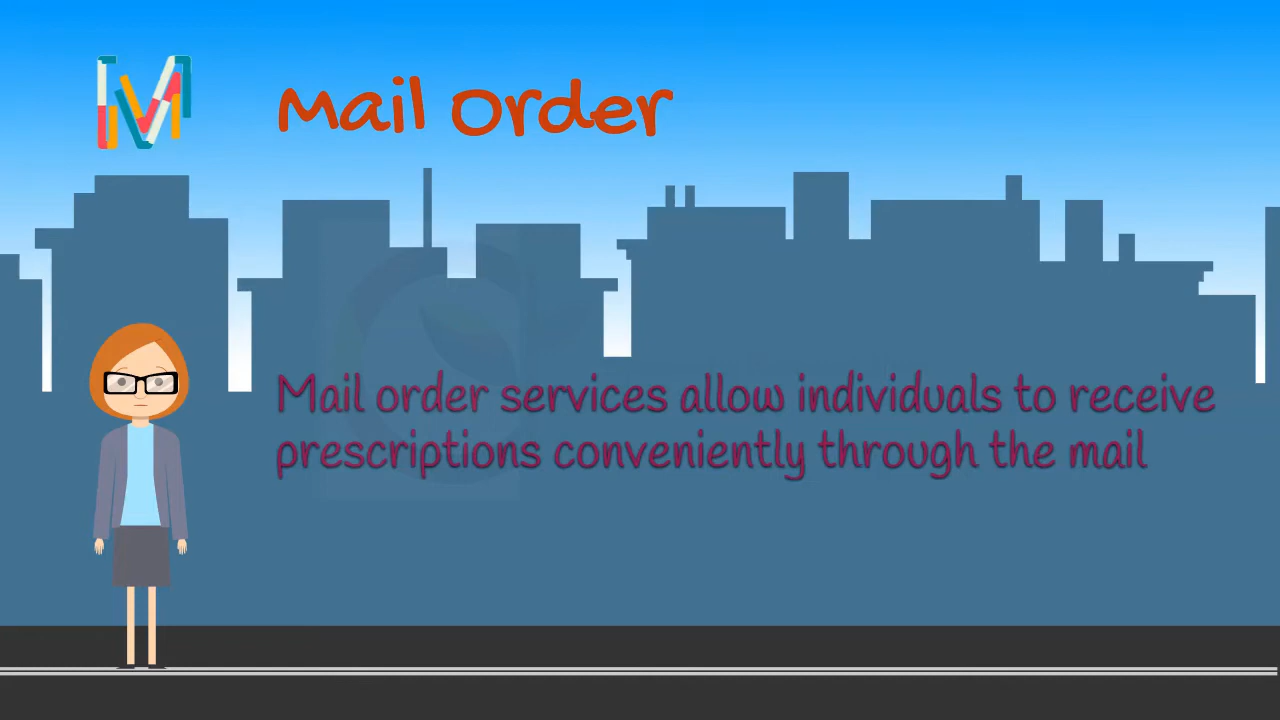 M
Mail Order
Mail order services allow individuals to receive
prescriptions conveniently through the mail